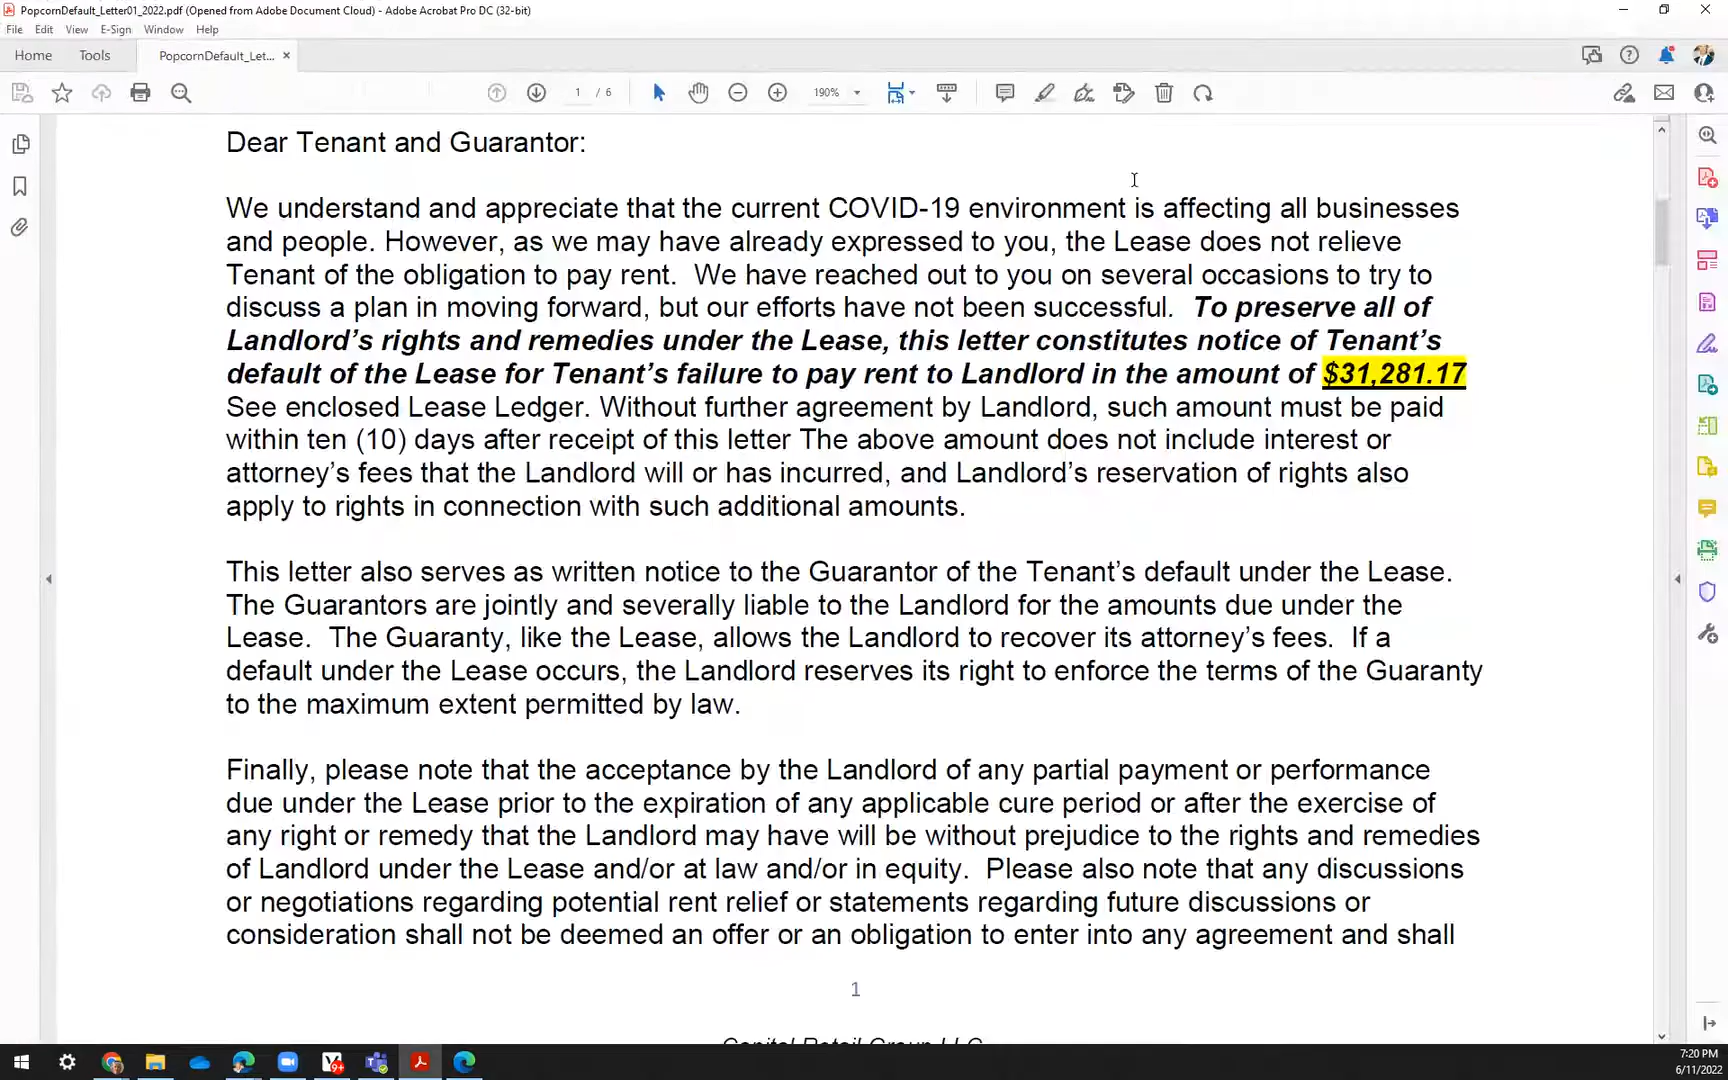 PopcornDefault_Letter01_2022.pdf (Opened from Adobe Document Cloud) - Adobe Acrobat Pro DC (32-bit)
File Edit View E-Sign Window Help
Home Tools PopcornDefault_Let... ×
1 / 6 190%
Dear Tenant and Guarantor:
We understand and appreciate that the current COVID-19 environment is affecting all businesses
and people. However, as we may have already expressed to you, the Lease does not relieve
Tenant of the obligation to pay rent.  We have reached out to you on several occasions to try to
discuss a plan in moving forward, but our efforts have not been successful.  To preserve all of
Landlord's rights and remedies under the Lease, this letter constitutes notice of Tenant's
default of the Lease for Tenant's failure to pay rent to Landlord in the amount of $31,281.17
See enclosed Lease Ledger. Without further agreement by Landlord, such amount must be paid
within ten (10) days after receipt of this letter The above amount does not include interest or
attorney's fees that the Landlord will or has incurred, and Landlord's reservation of rights also
apply to rights in connection with such additional amounts.
This letter also serves as written notice to the Guarantor of the Tenant's default under the Lease.
The Guarantors are jointly and severally liable to the Landlord for the amounts due under the
Lease.  The Guaranty, like the Lease, allows the Landlord to recover its attorney's fees.  If a
default under the Lease occurs, the Landlord reserves its right to enforce the terms of the Guaranty
to the maximum extent permitted by law.
Finally, please note that the acceptance by the Landlord of any partial payment or performance
due under the Lease prior to the expiration of any applicable cure period or after the exercise of
any right or remedy that the Landlord may have will be without prejudice to the rights and remedies
of Landlord under the Lease and/or at law and/or in equity.  Please also note that any discussions
or negotiations regarding potential rent relief or statements regarding future discussions or
consideration shall not be deemed an offer or an obligation to enter into any agreement and shall
1
Capital Retail Group LLC
7:20 PM
6/11/2022